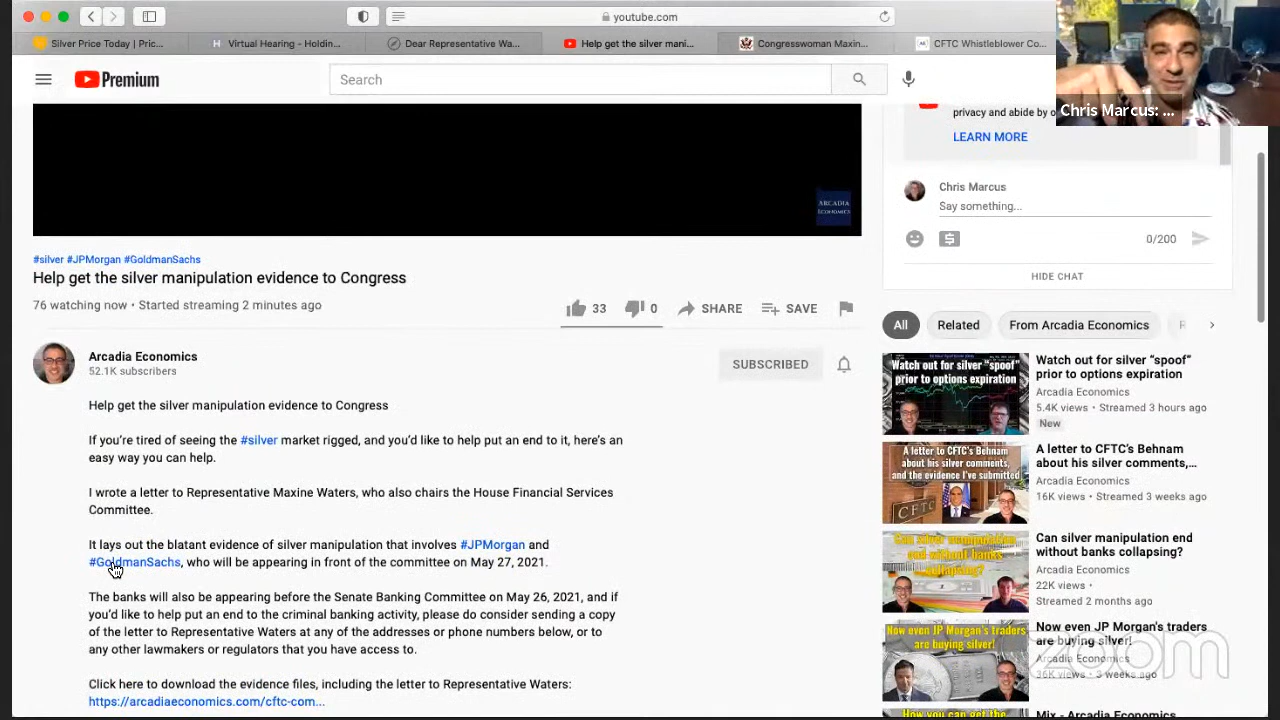 youtube.com
Silver Price Today | Pric...
Virtual Hearing - Holdin...
Dear Representative Wa...
Help get the silver mani...
Congresswoman Maxin...
CFTC Whistleblower Co...
Chris Marcus: ...
Premium
Search
privacy and abide by o
LEARN MORE
ARCADIA
ECONOMICS
Chris Marcus
Say something...
0/200
HIDE CHAT
#silver #JPMorgan #GoldmanSachs
Help get the silver manipulation evidence to Congress
76 watching now • Started streaming 2 minutes ago
33
0
SHARE
SAVE
Arcadia Economics
52.1K subscribers
SUBSCRIBED
Help get the silver manipulation evidence to Congress
If you're tired of seeing the #silver market rigged, and you'd like to help put an end to it, here's an
easy way you can help.
I wrote a letter to Representative Maxine Waters, who also chairs the House Financial Services
Committee.
It lays out the blatant evidence of silver manipulation that involves #JPMorgan and
#GoldmanSachs, who will be appearing in front of the committee on May 27, 2021.
The banks will also be appearing before the Senate Banking Committee on May 26, 2021, and if
you'd like to help put an end to the criminal banking activity, please do consider sending a copy
of the letter to Representative Waters at any of the addresses or phone numbers below, or to
any other lawmakers or regulators that you have access to.
Click here to download the evidence files, including the letter to Representative Waters:
https://arcadiaeconomics.com/cftc-com...
All
Related
From Arcadia Economics
R
Watch out for silver "spoof"
prior to options expiration
Watch out for silver "spoof"
prior to options expiration
Arcadia Economics
5.4K views • Streamed 3 hours ago
New
A letter to CFTC's Behnam
about his silver comments,
and the evidence I've submitted
CFTC
A letter to CFTC's Behnam
about his silver comments,...
Arcadia Economics
16K views • Streamed 3 weeks ago
Can silver manipulation
end without banks
collapsing?
Can silver manipulation end
without banks collapsing?
Arcadia Economics
22K views •
Streamed 2 months ago
Now even JP Morgan's traders
are buying silver!
Now even JP Morgan's traders
are buying silver!
Arcadia Economics
36K views • 3 weeks ago
How you can get the
Mix - Arcadia Economics
zoom